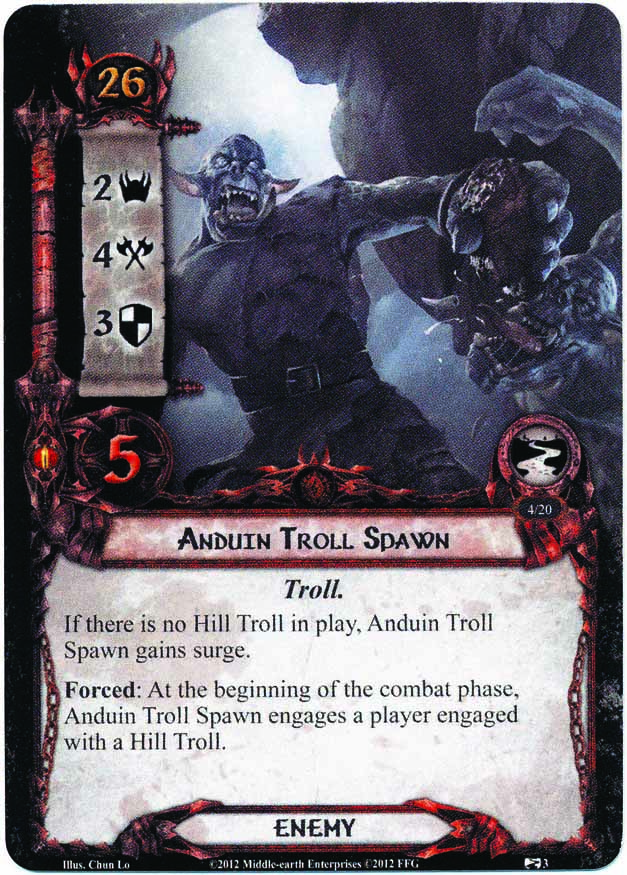 26
2
4
3
5
4/20
Anduin Troll Spawn
Troll.
If there is no Hill Troll in play, Anduin Troll
Spawn gains surge.
Forced: At the beginning of the combat phase,
Anduin Troll Spawn engages a player engaged
with a Hill Troll.
ENEMY
Illus. Chun Lo ©2012 Middle-earth Enterprises ©2012 FFG 3